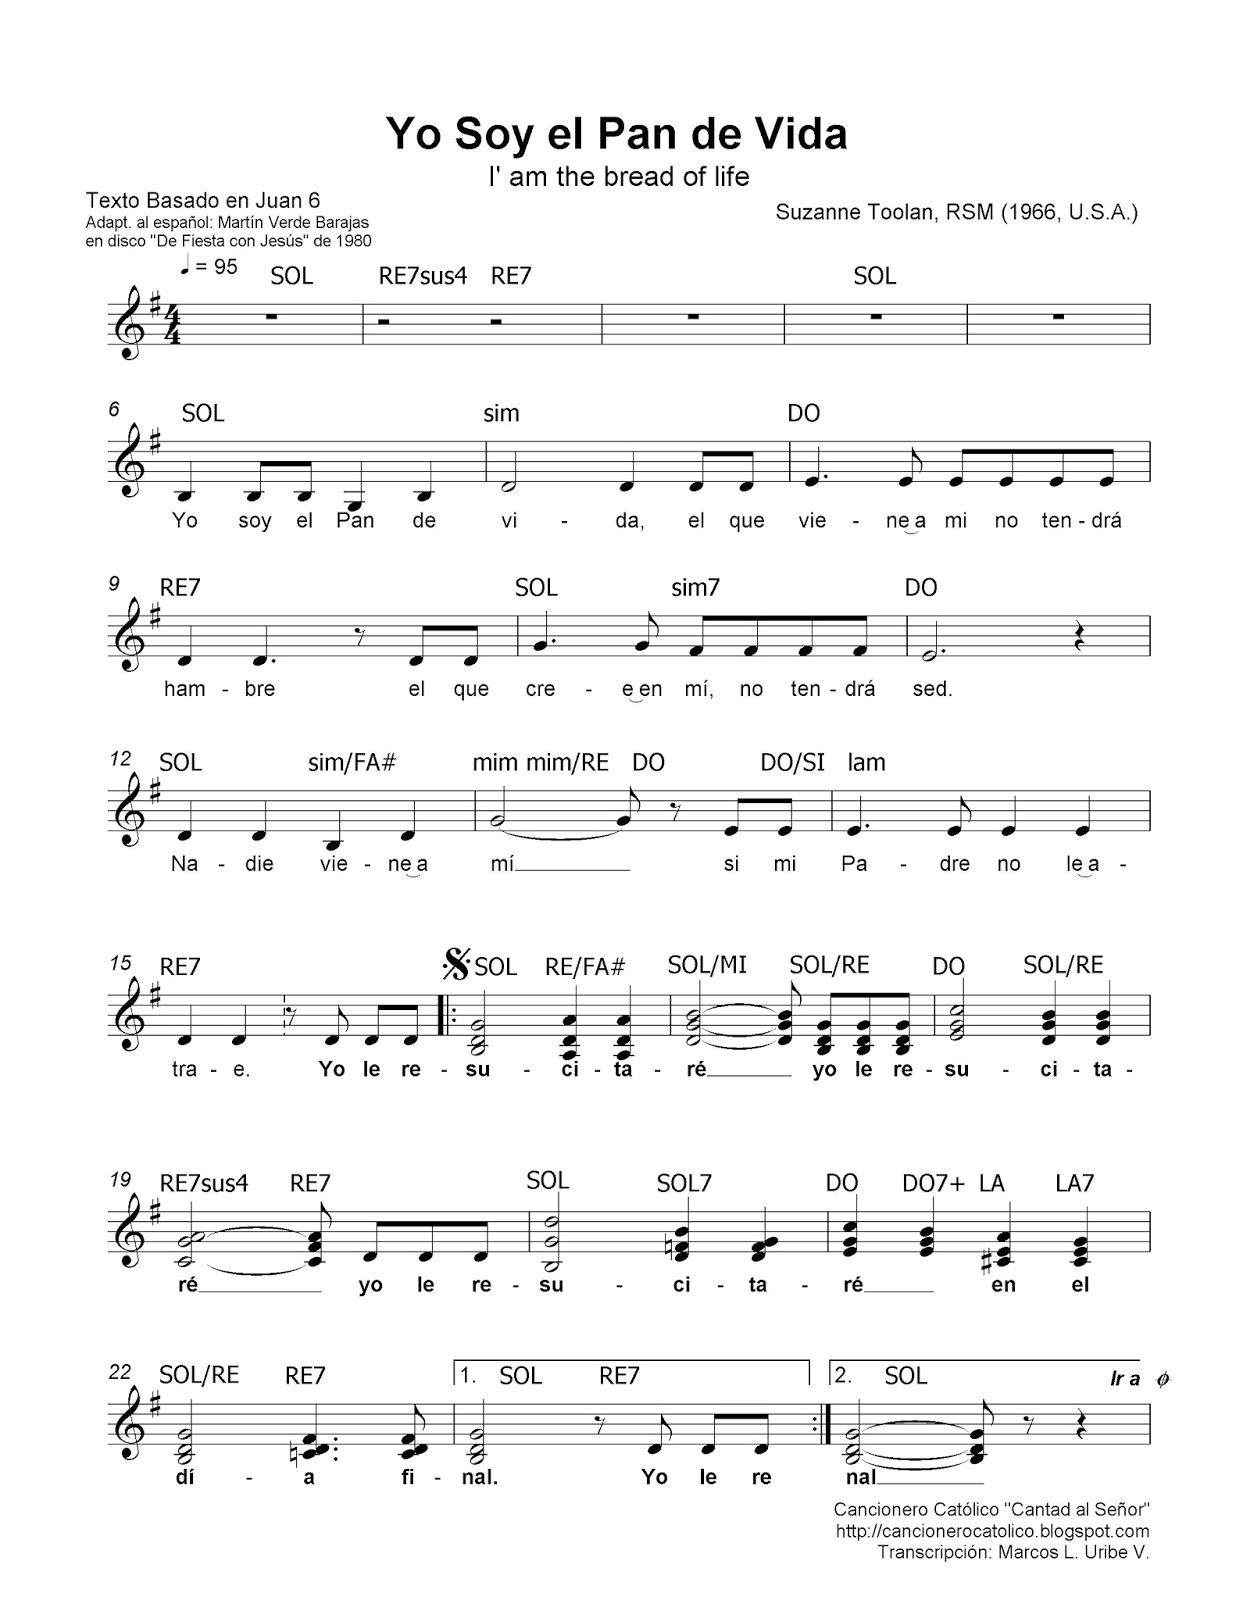 Yo Soy el Pan de Vida
I' am the bread of life
Texto Basado en Juan 6
Adapt. al español: Martín Verde Barajas
en disco "De Fiesta con Jesús" de 1980
Suzanne Toolan, RSM (1966, U.S.A.)
= 95
SOL RE7sus4 RE7 SOL
4
4
6 SOL sim DO
Yo soy el Pan de vi - da, el que vie - ne a mi no ten - drá
9 RE7 SOL sim7 DO
ham - bre el que cre - e en mí, no ten - drá sed.
12 SOL sim/FA# mim mim/RE DO DO/SI lam
Na - die vie - ne a mí si mi Pa - dre no le a -
15 RE7 SOL RE/FA# SOL/MI SOL/RE DO SOL/RE
tra - e. Yo le re - su - ci - ta - ré yo le re - su - ci - ta -
19 RE7sus4 RE7 SOL SOL7 DO DO7+ LA LA7
ré yo le re - su - ci - ta - ré en el
22 SOL/RE RE7 1. SOL RE7 2. SOL Ir a
dí - a fi - nal. Yo le re nal
Cancionero Católico "Cantad al Señor"
http://cancionerocatolico.blogspot.com
Transcripción: Marcos L. Uribe V.